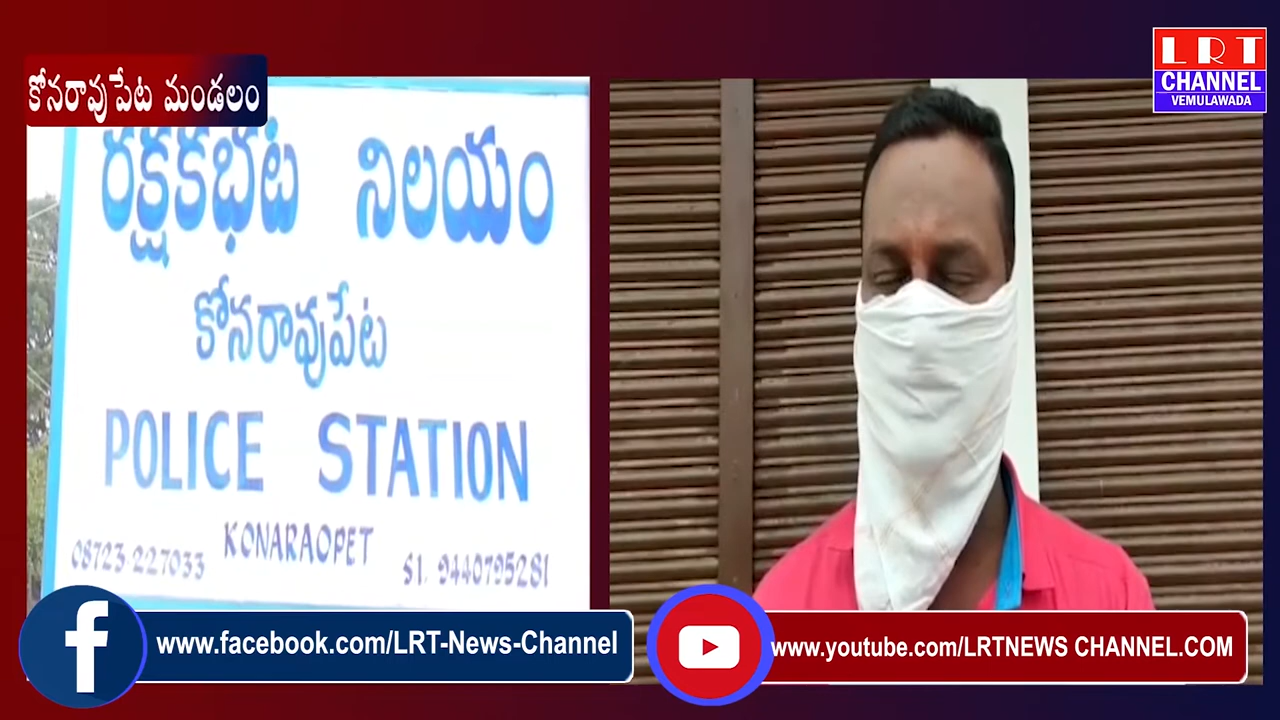 కోనరావుపేట మండలం
రక్షకభట నిలయం
కోనరావుపేట
POLICE STATION
KONARAOPET
08723-227033
S1. 9440795281
LRT
CHANNEL
VEMULAWADA
www.facebook.com/LRT-News-Channel
www.youtube.com/LRTNEWS CHANNEL.COM